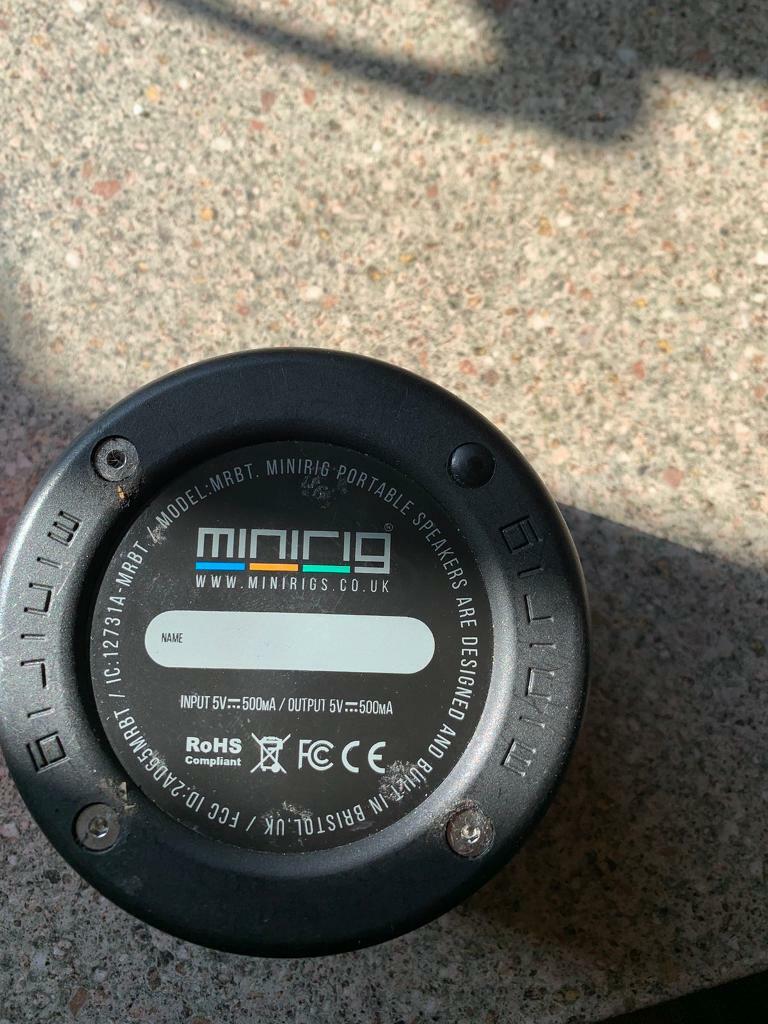 minirig
WWW.MINIRIGS.CO.UK
NAME
INPUT 5V⎓500mA / OUTPUT 5V⎓500mA
RoHS
Compliant
FC CE
MODEL:MRBT. MINIRIG PORTABLE SPEAKERS ARE DESIGNED AND BUILT IN BRISTOL.UK / FCC ID:2AD65MRBT / IC:12731A-MRBT /
minirig
minirig